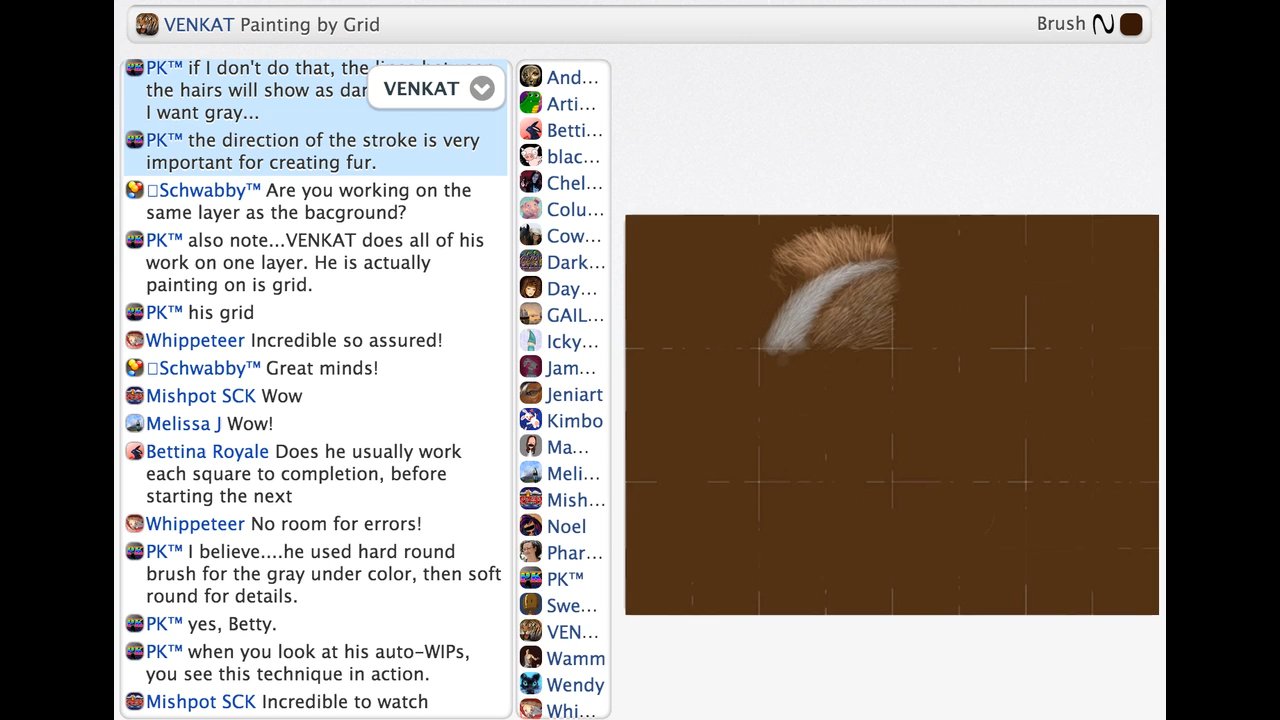 VENKAT Painting by Grid
Brush
PK™ if I don't do that, the lines between
the hairs will show as dar
I want gray...
VENKAT
PK™ the direction of the stroke is very
important for creating fur.
Schwabby™ Are you working on the
same layer as the bacground?
PK™ also note...VENKAT does all of his
work on one layer. He is actually
painting on is grid.
PK™ his grid
Whippeteer Incredible so assured!
Schwabby™ Great minds!
Mishpot SCK Wow
Melissa J Wow!
Bettina Royale Does he usually work
each square to completion, before
starting the next
Whippeteer No room for errors!
PK™ I believe....he used hard round
brush for the gray under color, then soft
round for details.
PK™ yes, Betty.
PK™ when you look at his auto-WIPs,
you see this technique in action.
Mishpot SCK Incredible to watch
And...
Arti...
Betti...
blac...
Chel...
Colu...
Cow...
Dark...
Day...
GAIL...
Icky...
Jam...
Jeniart
Kimbo
Ma...
Meli...
Mish...
Noel
Phar...
PK™
Swe...
VEN...
Wamm
Wendy
Whi...